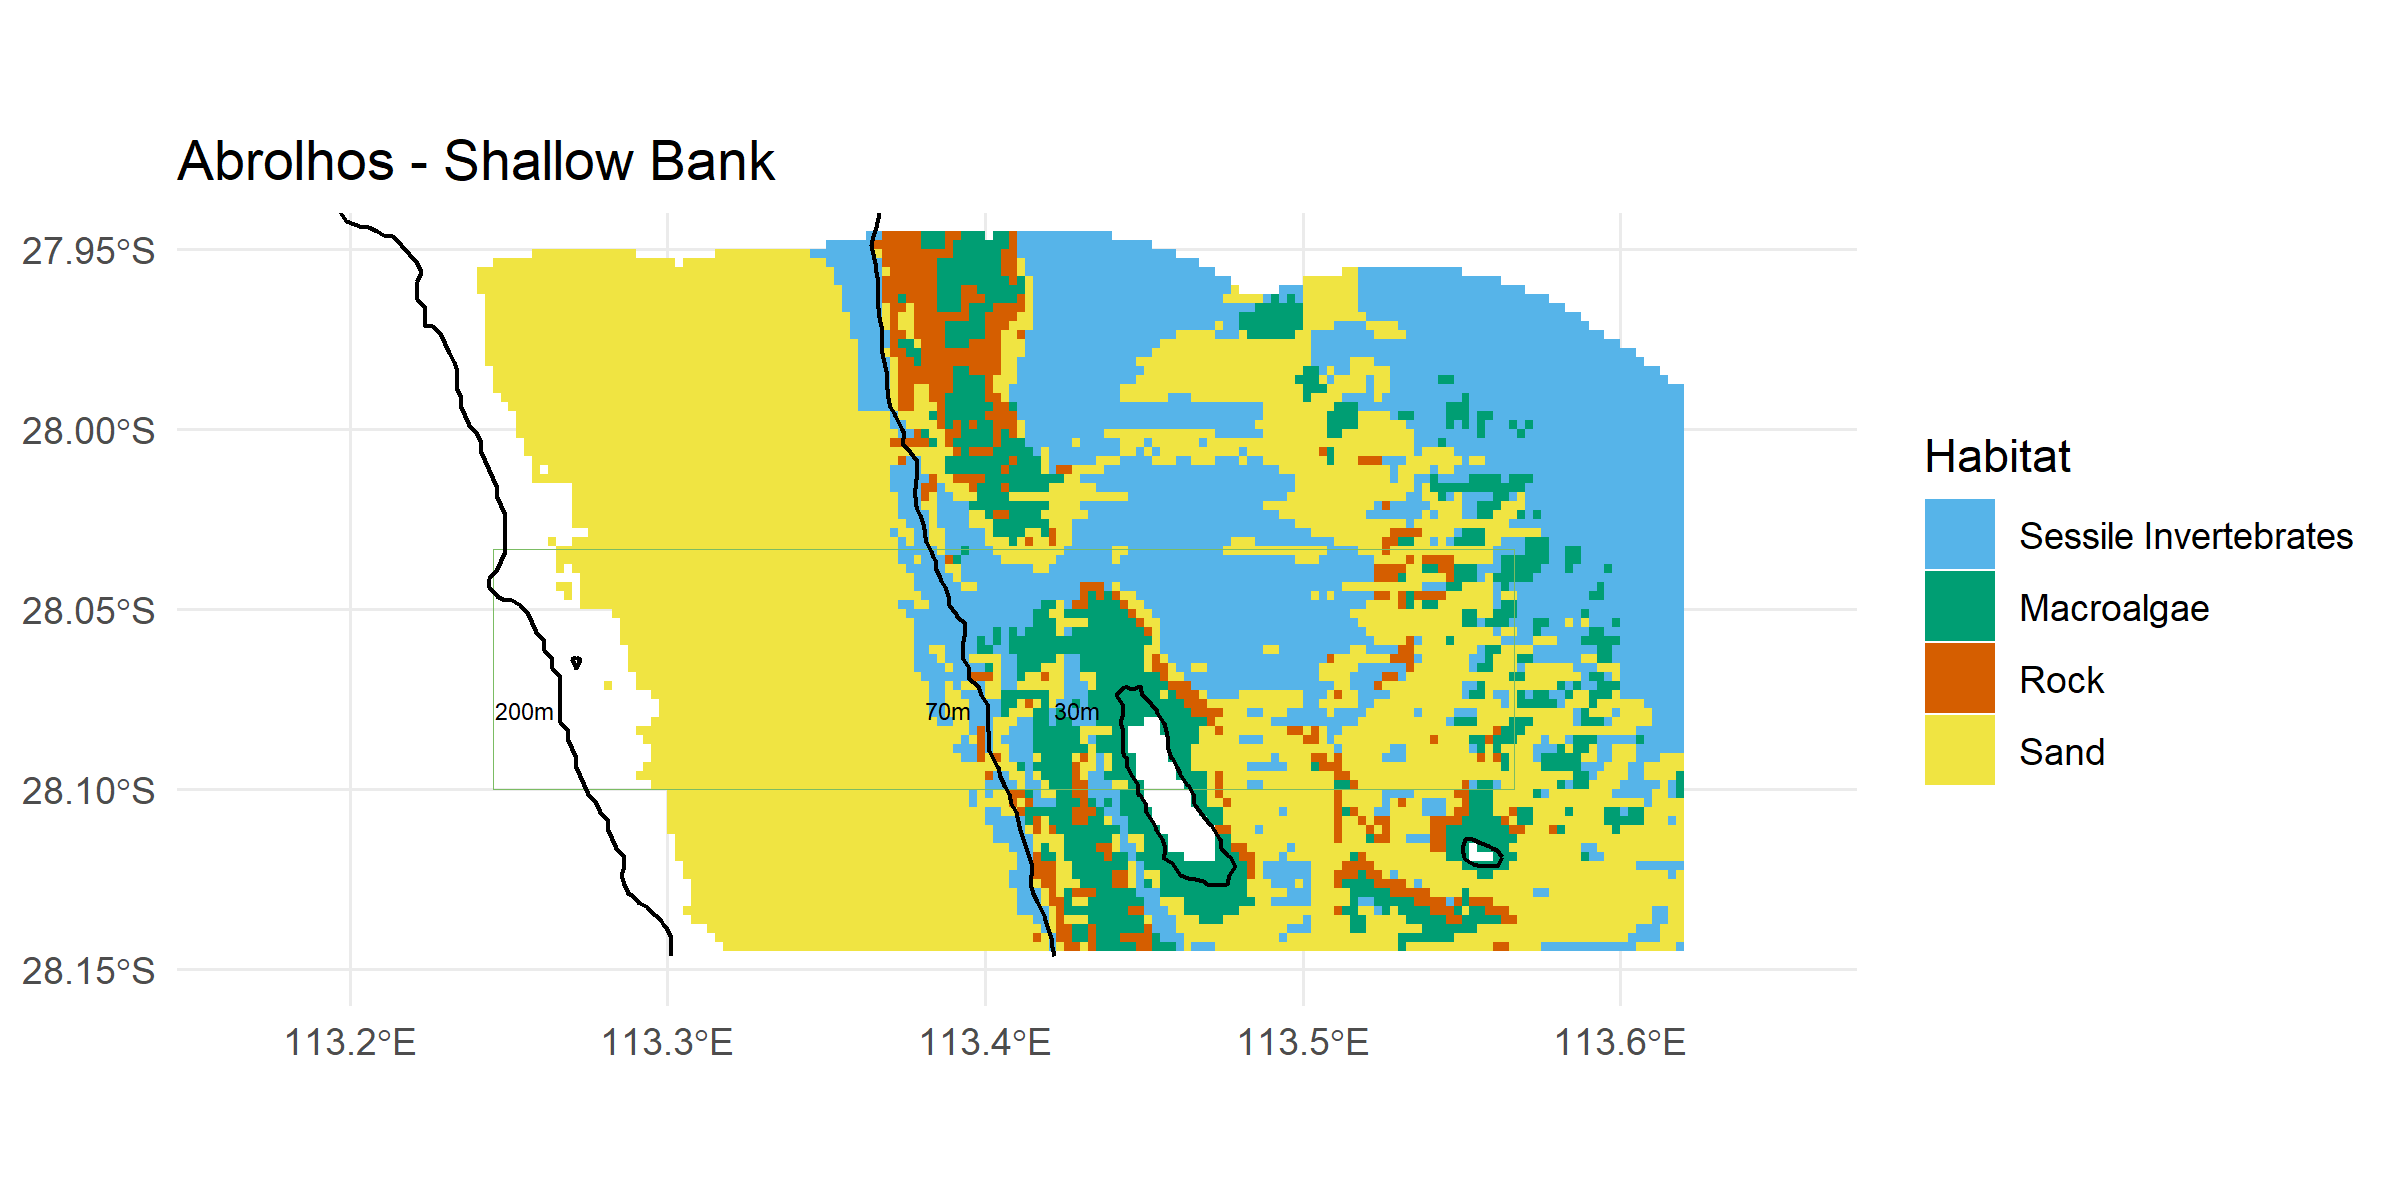 Abrolhos - Shallow Bank
27.95°S
28.00°S
28.05°S
28.10°S
28.15°S
200m
70m
30m
113.2°E
113.3°E
113.4°E
113.5°E
113.6°E
Habitat
Sessile Invertebrates
Macroalgae
Rock
Sand